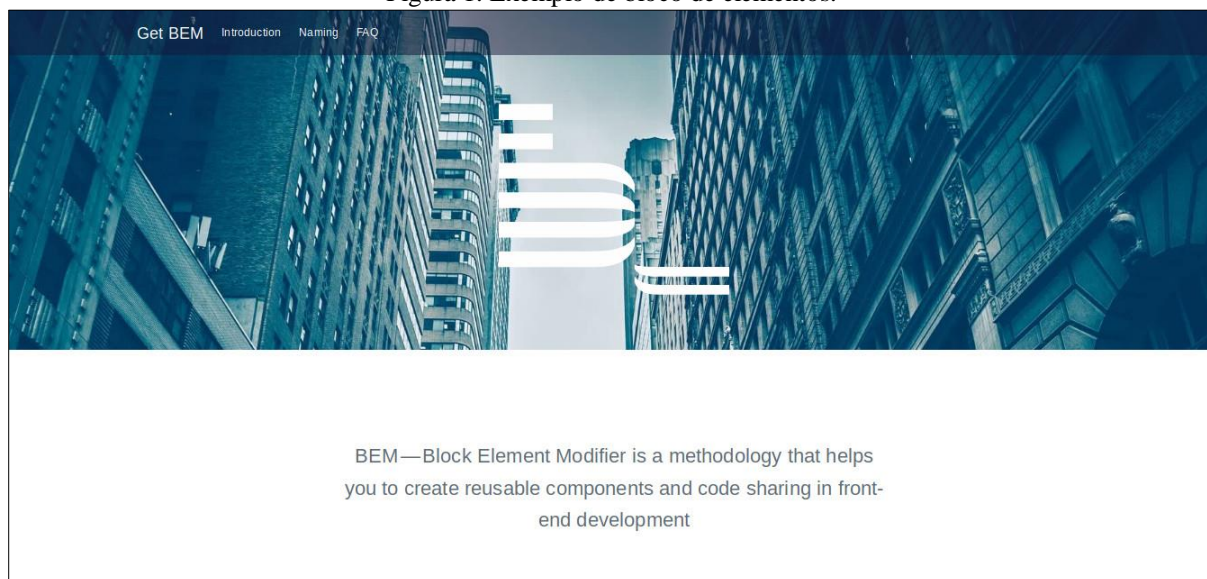 Figura 1: Exemplo de bloco de elementos.
Get BEM Introduction Naming FAQ
BEM — Block Element Modifier is a methodology that helps
you to create reusable components and code sharing in front-
end development